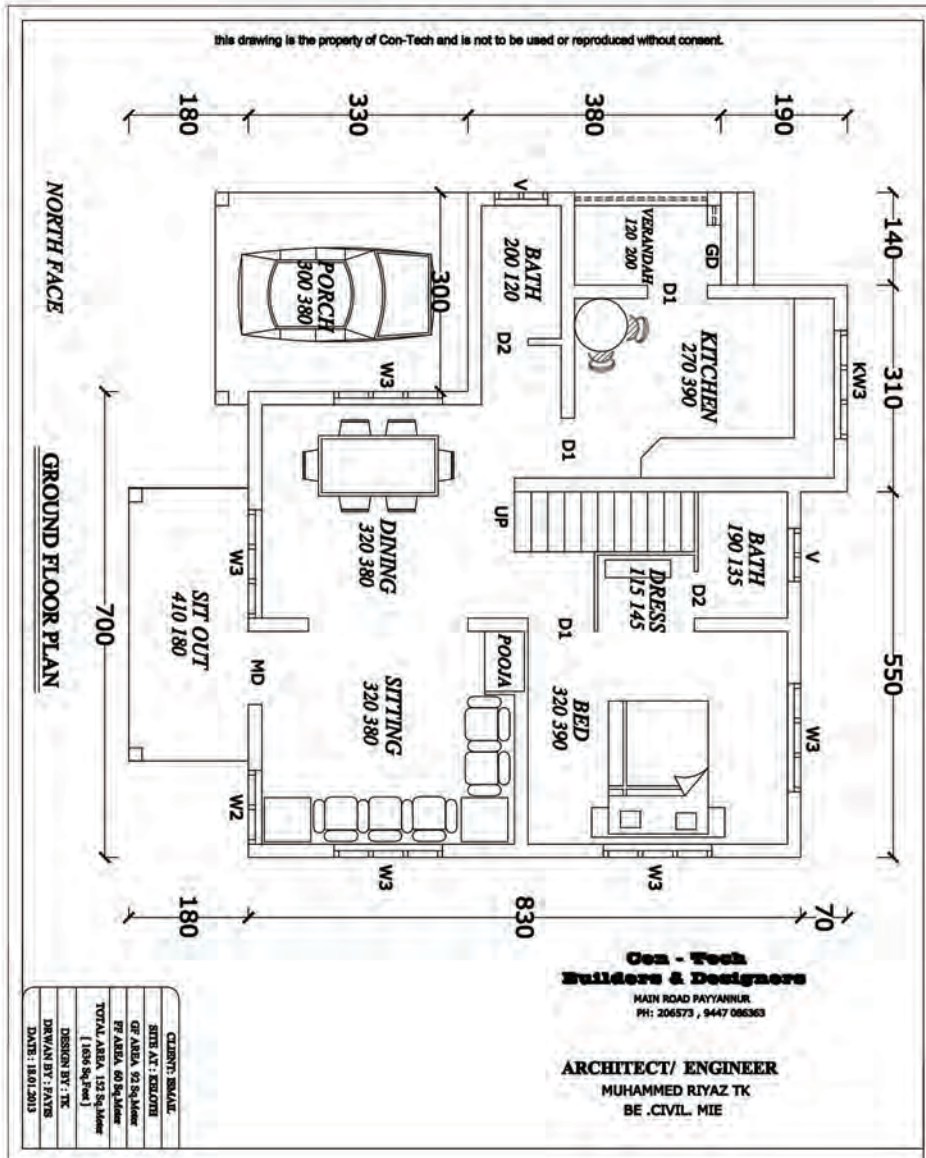 this drawing is the property of Con-Tech and is not to be used or reproduced without consent.
180
330
380
190
NORTH FACE
V
VERANDAH
120 200
GD
140
BATH
200 120
D1
PORCH
300 380
300
D2
KITCHEN
270 390
KW3
310
W3
D1
GROUND FLOOR PLAN
UP
DINING
320 380
BATH
190 135
V
W3
DRESS
115 145
D2
SIT OUT
410 180
700
D1
550
MD
POOJA
SITTING
320 380
BED
320 390
W3
W2
W3
W3
180
830
70
Con - Tech
Builders & Designers
MAIN ROAD PAYYANNUR
PH: 206573 , 9447 086363
ARCHITECT/ ENGINEER
MUHAMMED RIYAZ TK
BE .CIVIL. MIE
CLIENT: ISMAIL
SITE AT : KELOTH
GF AREA 92 Sq.Meter
FF AREA 60 Sq.Meter
TOTAL AREA 152 Sq.Meter
[ 1636 Sq.Feet ]
DESIGN BY : TK
DRWAN BY : FAYIS
DATE : 18.01.2013